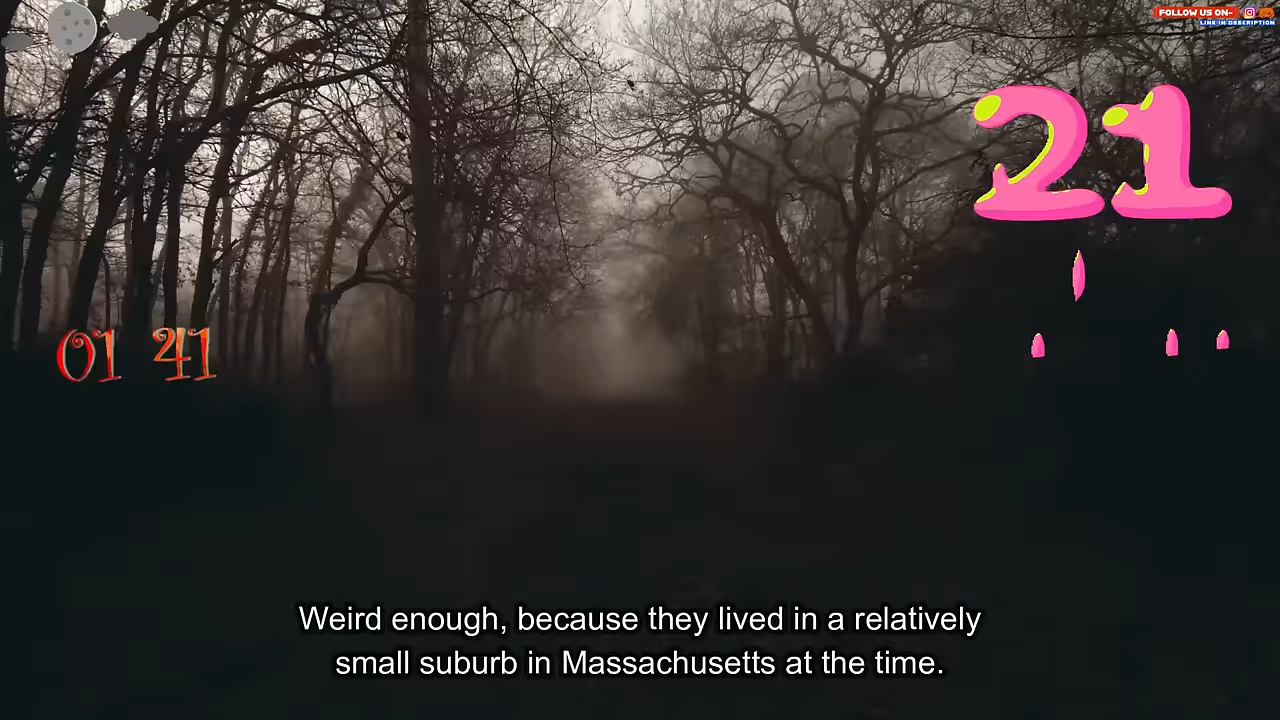 FOLLOW US ON-
LINK IN DESCRIPTION
21
01 41
Weird enough, because they lived in a relatively
small suburb in Massachusetts at the time.